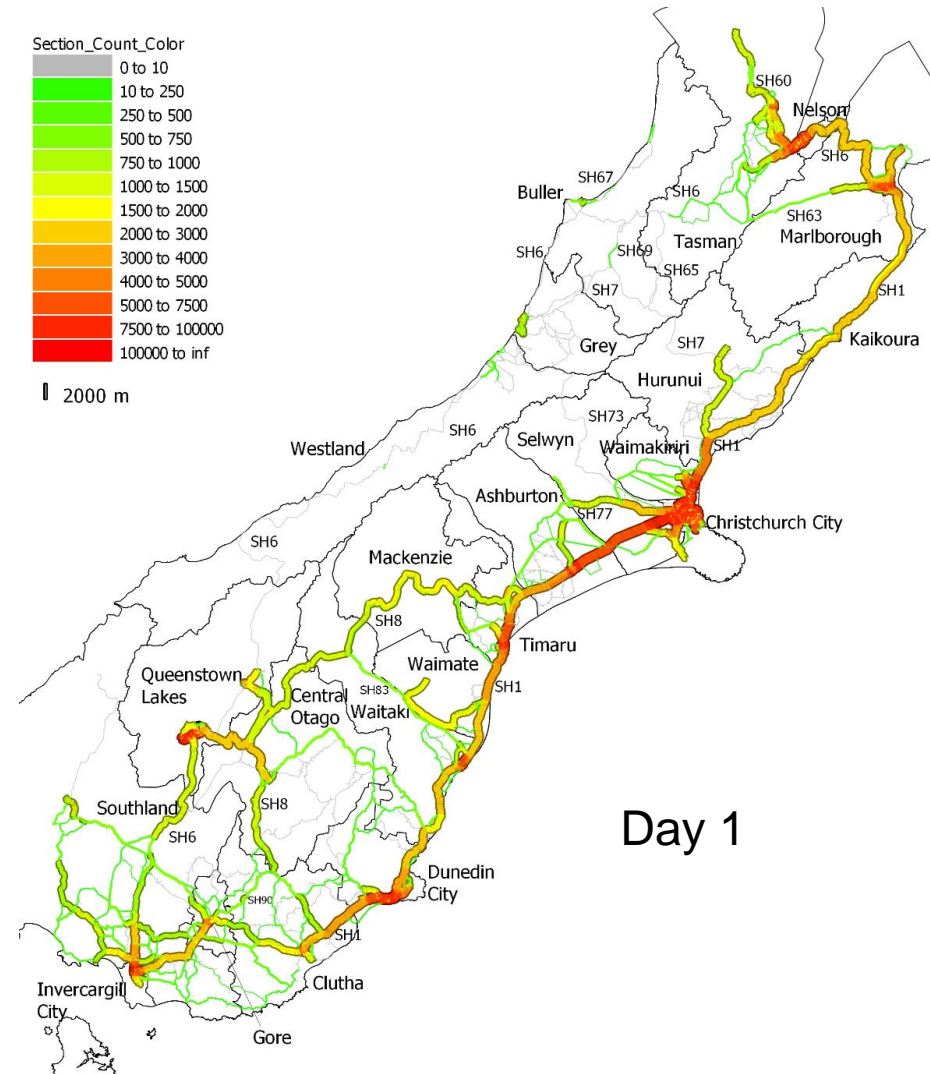 Section_Count_Color
0 to 10
10 to 250
250 to 500
500 to 750
750 to 1000
1000 to 1500
1500 to 2000
2000 to 3000
3000 to 4000
4000 to 5000
5000 to 7500
7500 to 100000
100000 to inf
2000 m
SH60
Nelson
SH6
SH67
Buller
SH6
SH63
Tasman
Marlborough
SH6
SH69
SH65
SH7
SH1
Kaikoura
SH7
Grey
Hurunui
SH73
SH6
Selwyn
Waimakiriri
SH1
Westland
Ashburton
SH77
Christchurch City
SH6
Mackenzie
SH8
Timaru
Queenstown
Lakes
Waimate
SH83
SH1
Central
Otago
Waitaki
Southland
SH8
SH6
Day 1
Dunedin
City
SH90
SH1
Clutha
Invercargill
City
Gore